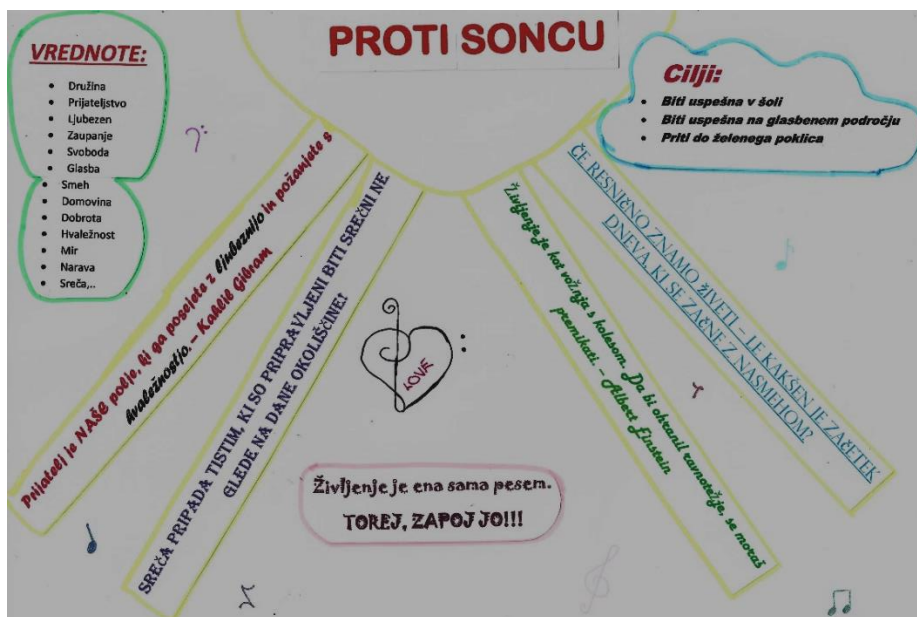 PROTI SONCU
VREDNOTE:
Družina
Prijateljstvo
Ljubezen
Zaupanje
Svoboda
Glasba
Smeh
Domovina
Dobrota
Hvaležnost
Mir
Narava
Sreča,..
Cilji:
Biti uspešna v šoli
Biti uspešna na glasbenem področju
Priti do želenega poklica
Prijatelj je NAŠE polje, ki ga posejete z ljubeznijo in požanjete s
hvaležnostjo. – Kahlil Gibram
SREČA PRIPADA TISTIM, KI SO PRIPRAVLJENI BITI SREČNI NE
GLEDE NA DANE OKOLIŠČINE!
Življenje je kot vožnja s kolesom. Da bi ohranil ravnotežije, se moraš
premikati. – Albert Einstein
ČE RESNIČNO ZNAMO ŽIVETI – LE KAKŠEN JE ZAČETEK
DNEVA, KI SE ZAČNE Z NASMEHOM?
LOVE
Življenje je ena sama pesem.
TOREJ, ZAPOJ JO!!!